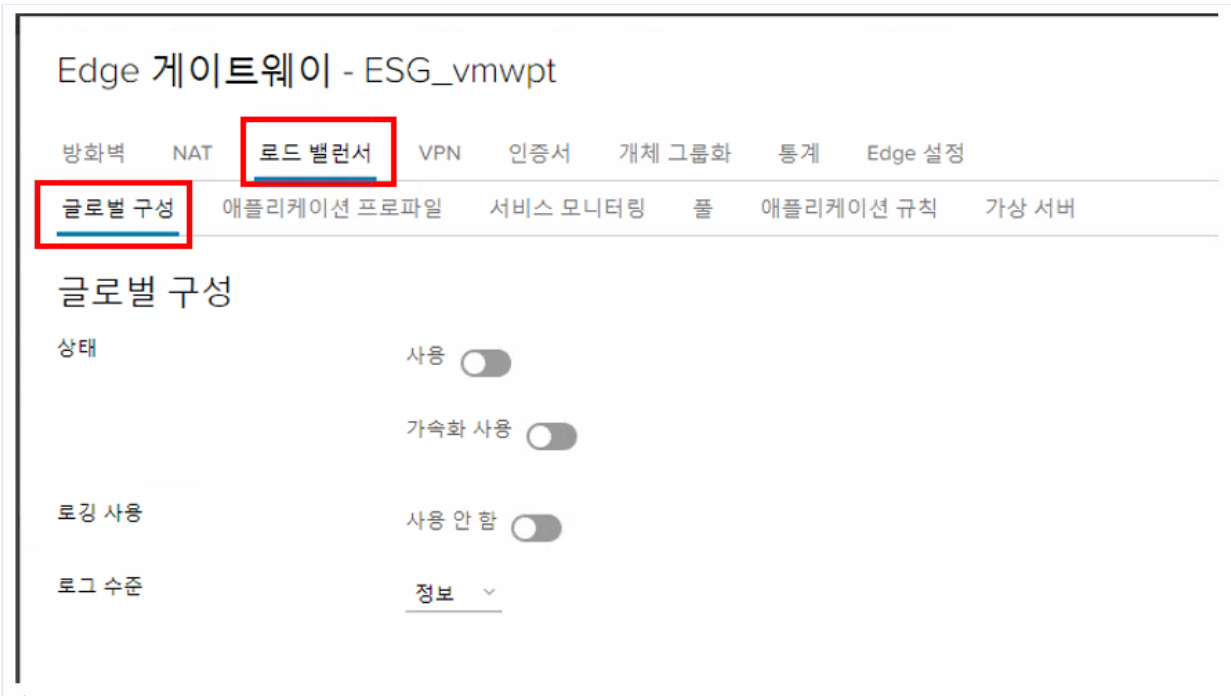 Edge 게이트웨이 - ESG_vmwpt
방화벽 NAT 로드 밸런서 VPN 인증서 개체 그룹화 통계 Edge 설정
글로벌 구성 애플리케이션 프로파일 서비스 모니터링 풀 애플리케이션 규칙 가상 서버
글로벌 구성
상태 사용
가속화 사용
로깅 사용 사용 안 함
로그 수준 정보